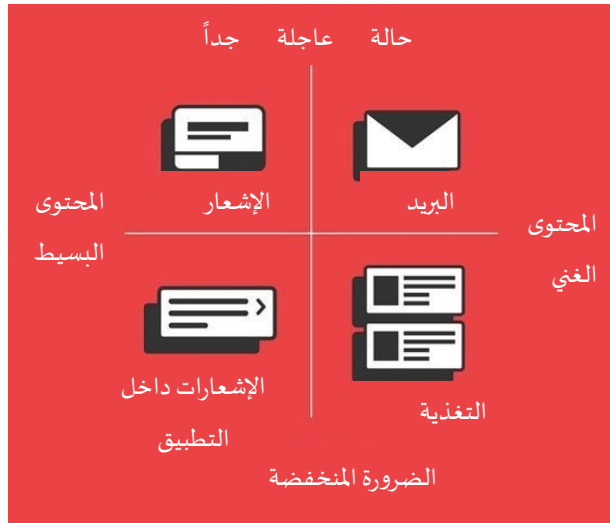 حالة عاجلة جداً
البريد
الإشعار
المحتوى
الغني
المحتوى
البسيط
التغذية
الإشعارات داخل
التطبيق
الضرورة المنخفضة